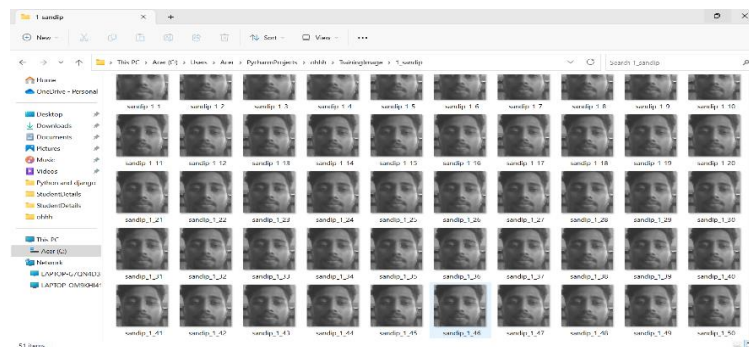 1 sandip
New Sort View ...
This PC > Acer (C:) > Users > Acer > PycharmProjects > ohhh > TrainingImage > 1_sandip Search 1_sandip
Home
OneDrive - Personal
Desktop
Downloads
Documents
Pictures
Music
Videos
Python and django
StudentDetails
StudentDetails
ohhh
This PC
Acer (C:)
Network
sandip_1_1 sandip_1_2 sandip_1_3 sandip_1_4 sandip_1_5 sandip_1_6 sandip_1_7 sandip_1_8 sandip_1_9 sandip_1_10
sandip_1_11 sandip_1_12 sandip_1_13 sandip_1_14 sandip_1_15 sandip_1_16 sandip_1_17 sandip_1_18 sandip_1_19 sandip_1_20
sandip_1_21 sandip_1_22 sandip_1_23 sandip_1_24 sandip_1_25 sandip_1_26 sandip_1_27 sandip_1_28 sandip_1_29 sandip_1_30
sandip_1_31 sandip_1_32 sandip_1_33 sandip_1_34 sandip_1_35 sandip_1_36 sandip_1_37 sandip_1_38 sandip_1_39 sandip_1_40
sandip_1_41 sandip_1_42 sandip_1_43 sandip_1_44 sandip_1_45 sandip_1_46 sandip_1_47 sandip_1_48 sandip_1_49 sandip_1_50
51 items